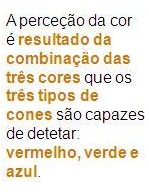 A perceção da cor
é resultado da
combinação das
três cores que os
três tipos de
cones são capazes
de detetar:
vermelho, verde e
azul.